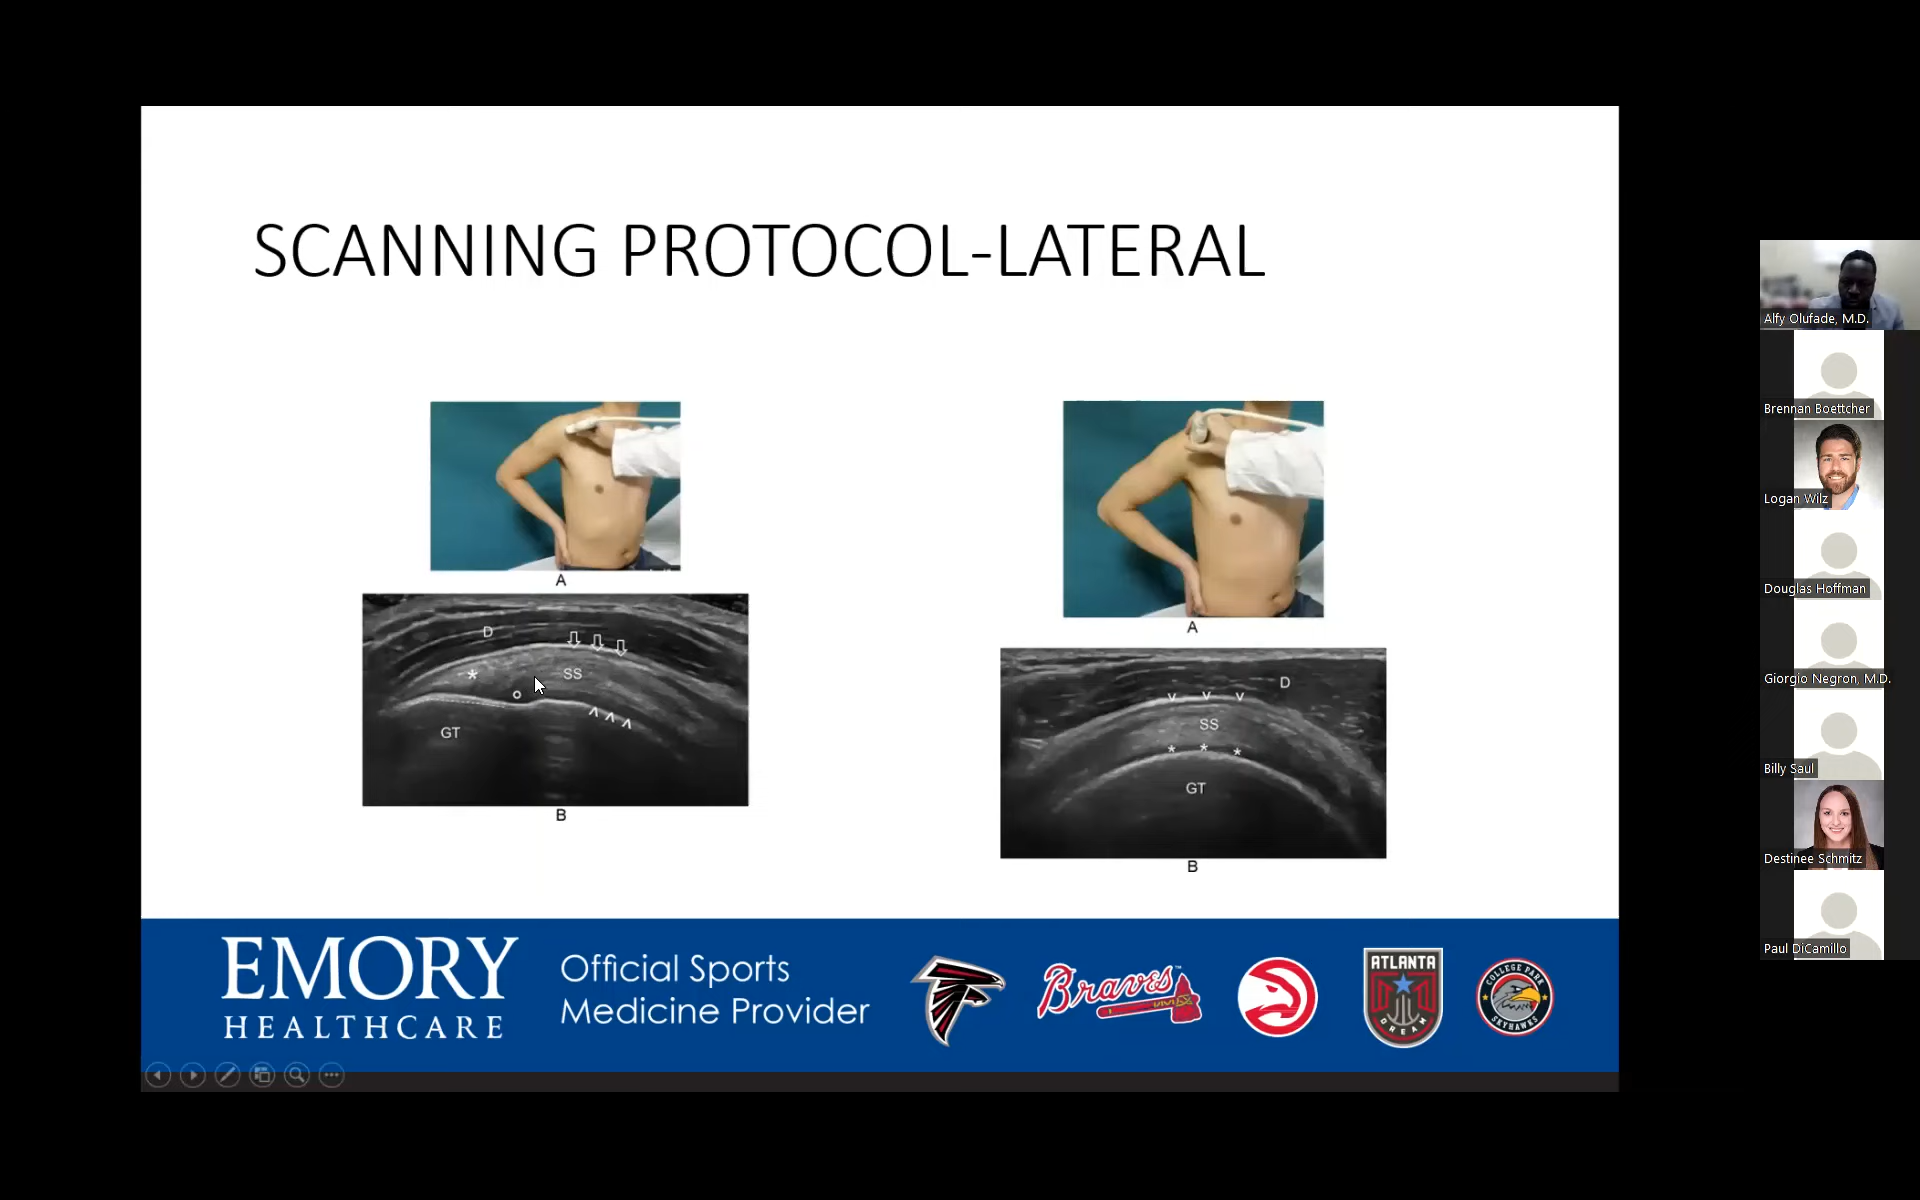 SCANNING PROTOCOL-LATERAL
A
D
SS
*
GT
^ ^ ^
B
A
D
v v v
SS
* * *
GT
B
EMORY
HEALTHCARE
Official Sports
Medicine Provider
Braves
ATLANTA
DREAM
COLLEGE PARK
SKYHAWKS
Alfy Olufade, M.D.
Brennan Boettcher
Logan Wilz
Douglas Hoffman
Giorgio Negron, M.D.
Billy Saul
Destinee Schmitz
Paul DiCamillo